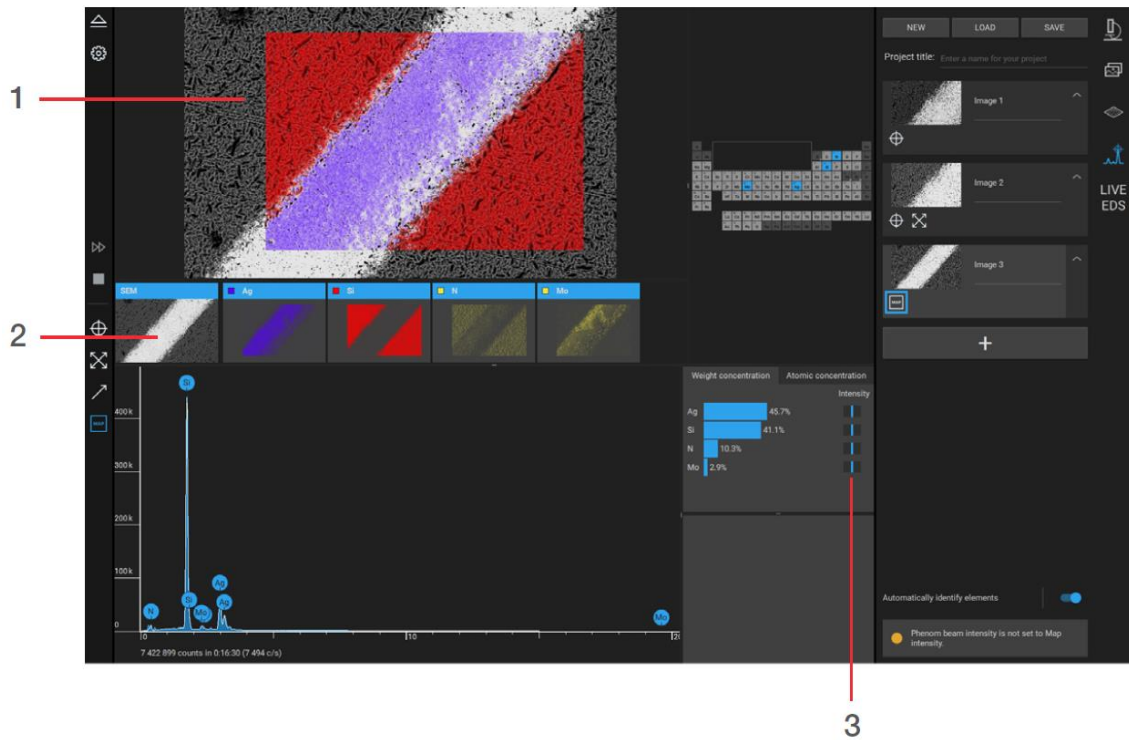 NEW LOAD SAVE
Project title: Enter a name for your project
1
Image 1
Image 2
LIVE
EDS
SEM Ag Si N Mo
Image 3
MAP
2
+
MAP
Weight concentration Atomic concentration
Intensity
Si
400k
Ag 45.7%
Si 41.1%
N 10.3%
Mo 2.9%
300k
200k
100k
Ag
N Si Mo Ag Mo
0
0 10 20
7 422 899 counts in 0:16:30 (7 494 c/s)
Automatically identify elements
Phenom beam intensity is not set to Map
intensity.
3